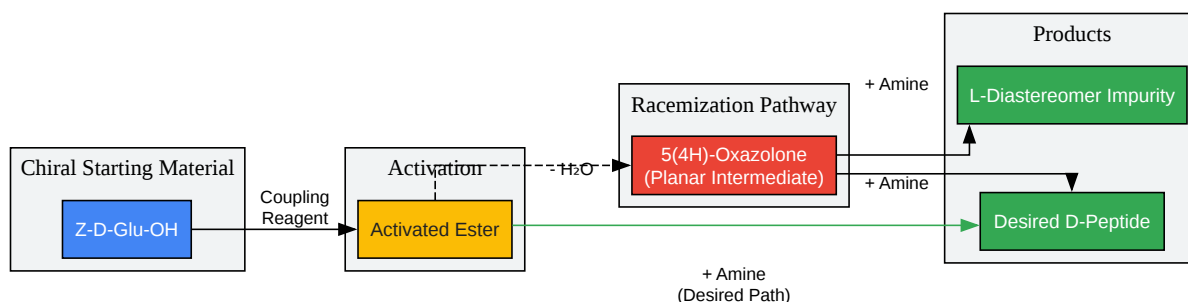 Products
+ Amine
L-Diastereomer Impurity
Racemization Pathway
5(4H)-Oxazolone
(Planar Intermediate)
Chiral Starting Material
Activation
- H₂O
+ Amine
Coupling
Reagent
Z-D-Glu-OH
Activated Ester
Desired D-Peptide
+ Amine
(Desired Path)